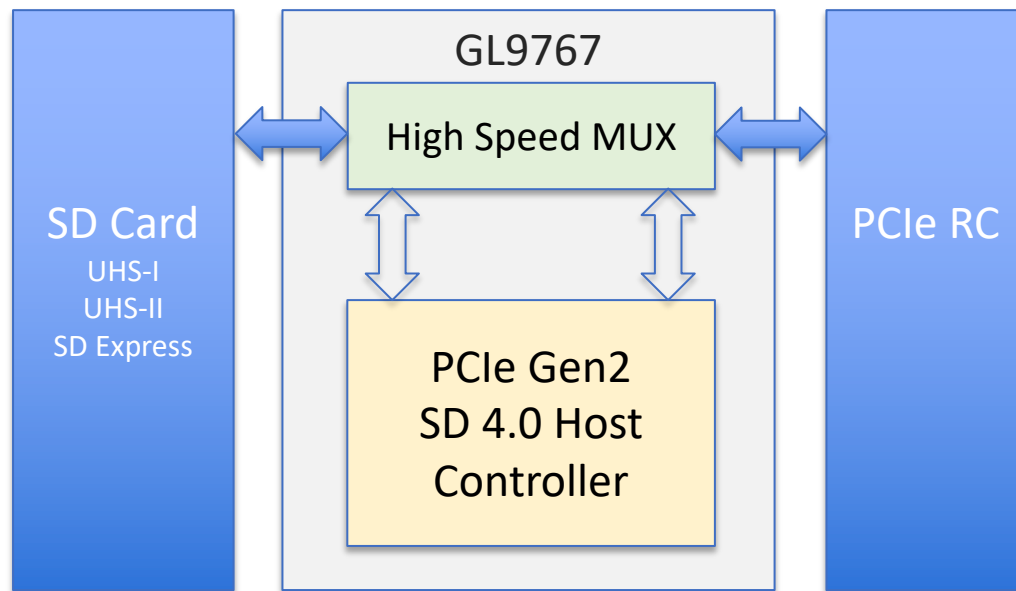 GL9767
High Speed MUX
SD Card
UHS-I
UHS-II
SD Express
PCIe RC
PCIe Gen2
SD 4.0 Host
Controller